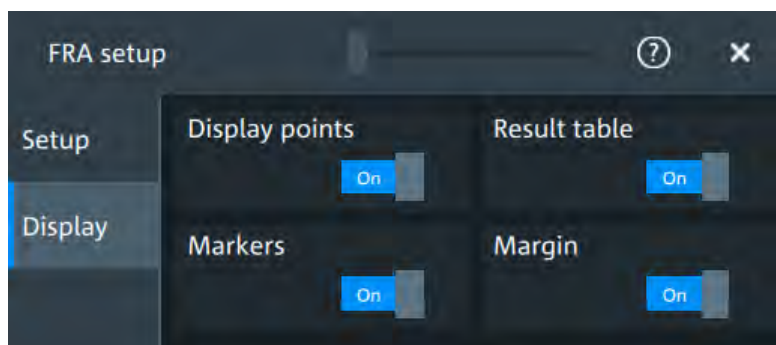 FRA setup
?
Setup
Display
Display points
On
Result table
On
Markers
On
Margin
On